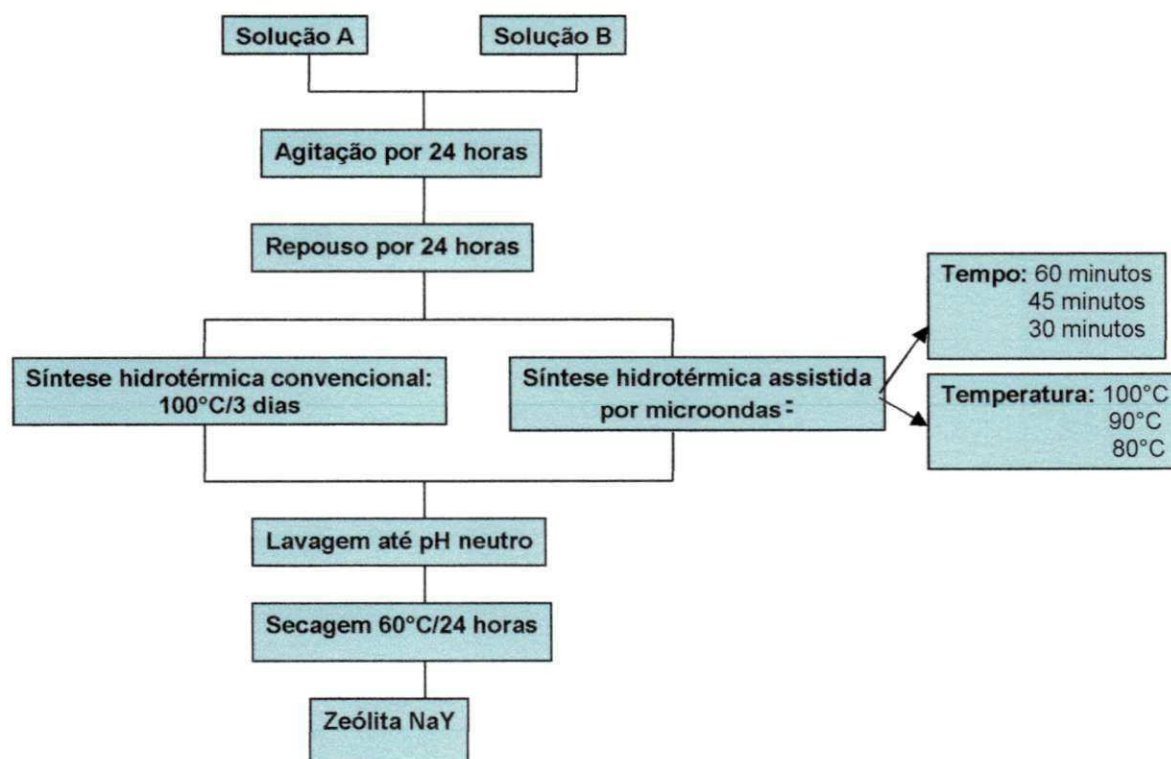 Solução A
Solução B
Agitação por 24 horas
Repouso por 24 horas
Síntese hidrotérmica convencional:
100°C/3 dias
Síntese hidrotérmica assistida
por microondas:
Tempo: 60 minutos
45 minutos
30 minutos
Temperatura: 100°C
90°C
80°C
Lavagem até pH neutro
Secagem 60°C/24 horas
Zeólita NaY